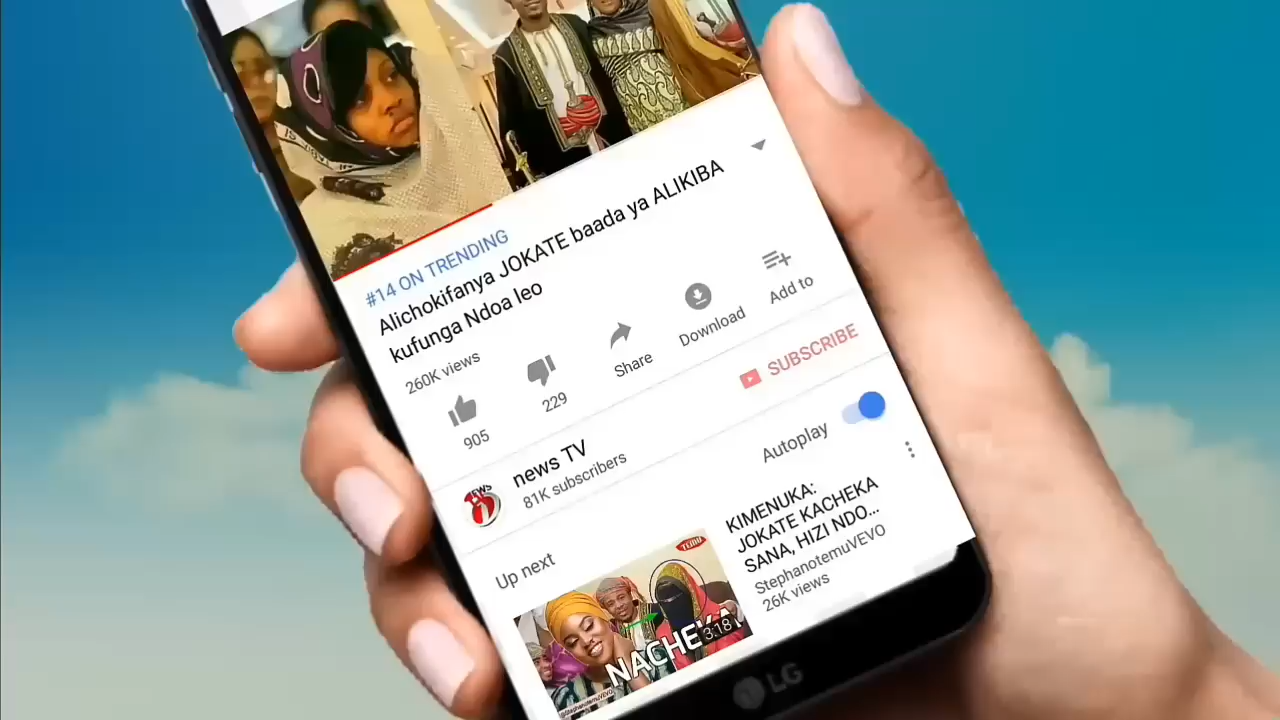 #14 ON TRENDING
Alichokifanya JOKATE baada ya ALIKIBA
kufunga Ndoa leo
260K views
905
229
Share
Download
Add to
SUBSCRIBE
news TV
81K subscribers
Autoplay
Up next
KIMENUKA:
JOKATE KACHEKA
SANA, HIZI NDO...
StephanotemuVEVO
26K views
NACHEKA
3:18
@StephanotemuVEVO
LG